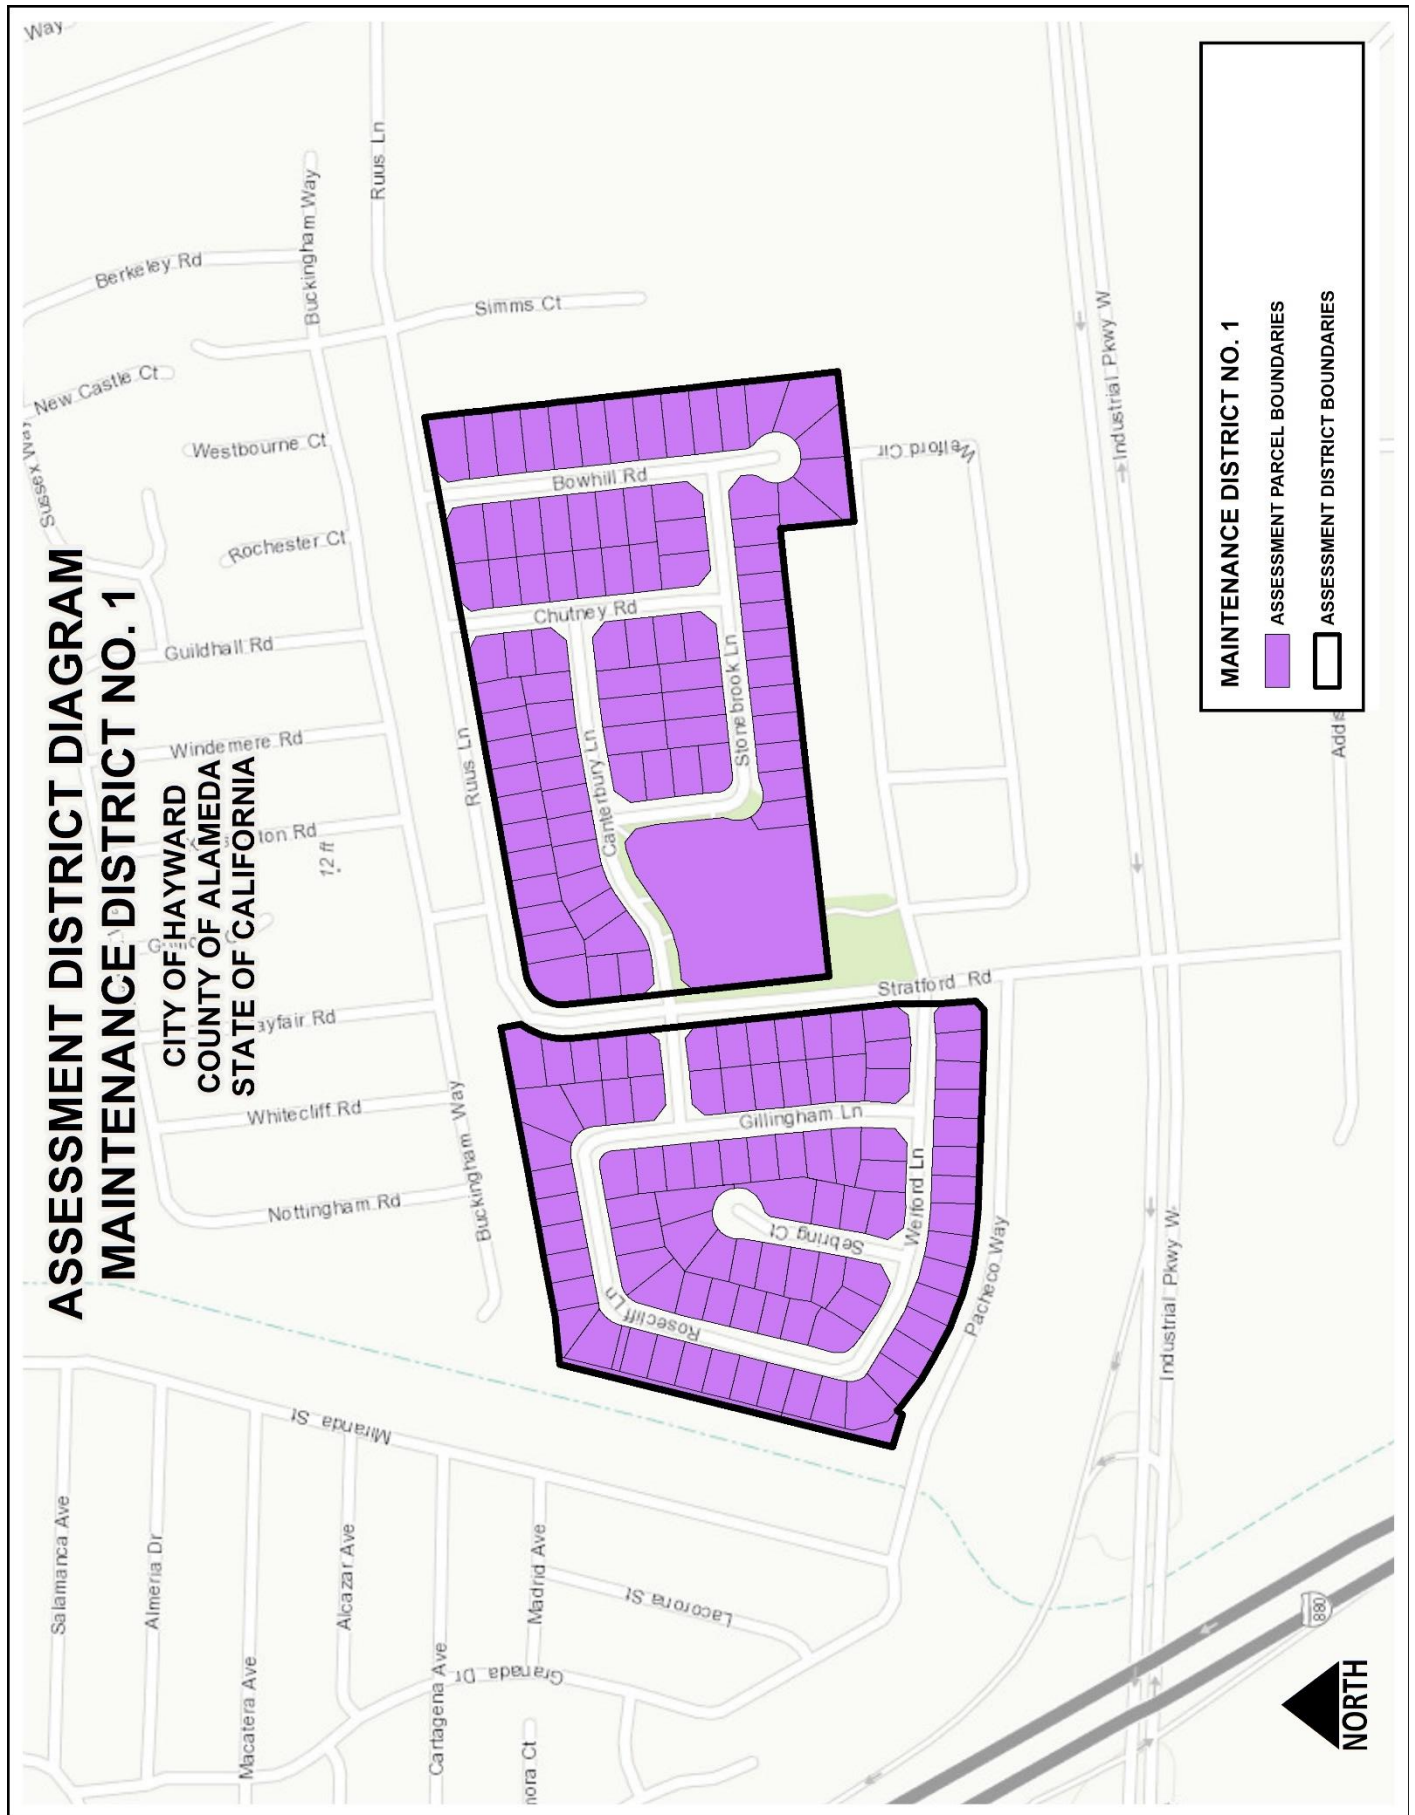 ASSESSMENT DISTRICT DIAGRAM
MAINTENANCE DISTRICT NO. 1
CITY OF HAYWARD
COUNTY OF ALAMEDA
STATE OF CALIFORNIA
Way
Ruus Ln
Buckingham Way
Berkeley Rd
Simms Ct
New Castle Ct
Sussex Way
Westbourne Ct
Rochester Ct
Guildhall Rd
Windemere Rd
12 ft
Ruus Ln
Whitecliff Rd
Nottingham Rd
Buckingham Way
Bowhill Rd
Chutney Rd
Canterbury Ln
Stonebrook Ln
Welford Cir
Stratford Rd
Gillingham Ln
Welford Ln
Sebring Ct
Rosecliff Ln
Pacheco Way
Industrial Pkwy W
Industrial Pkwy W
Miranda St
Salamanca Ave
Almeria Dr
Macatera Ave
Alcazar Ave
Cartagena Ave
Madrid Ave
Granada Dr
Lacorona St
nora Ct
880
MAINTENANCE DISTRICT NO. 1
ASSESSMENT PARCEL BOUNDARIES
ASSESSMENT DISTRICT BOUNDARIES
NORTH